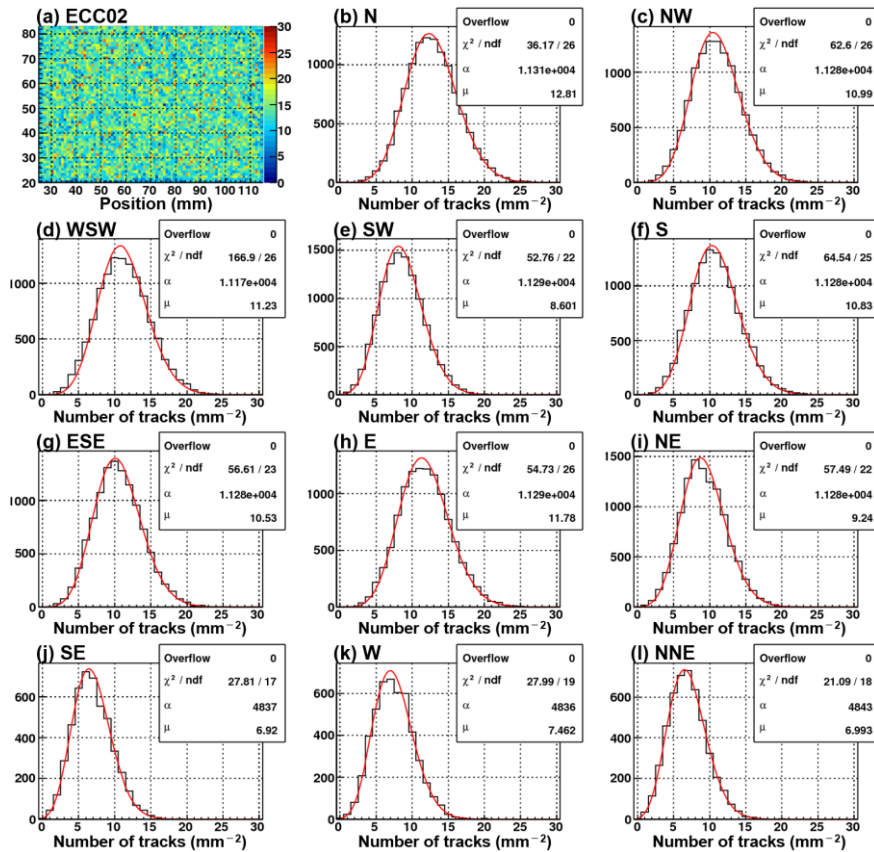 (a) ECC02
80
70
60
50
40
30
20
30 40 50 60 70 80 90 100 110
Position (mm)
30
25
20
15
10
5
0
(b) N
Overflow 0
χ² / ndf 36.17 / 26
α 1.131e+004
μ 12.81
1000
500
0
0 5 10 15 20 25 30
Number of tracks (mm⁻²)
(c) NW
Overflow 0
χ² / ndf 62.6 / 26
α 1.128e+004
μ 10.99
1000
500
0
0 5 10 15 20 25 30
Number of tracks (mm⁻²)
(d) WSW
Overflow 0
χ² / ndf 166.9 / 26
α 1.117e+004
μ 11.23
1000
500
0
0 5 10 15 20 25 30
Number of tracks (mm⁻²)
(e) SW
Overflow 0
χ² / ndf 52.76 / 22
α 1.129e+004
μ 8.601
1500
1000
500
0
0 5 10 15 20 25 30
Number of tracks (mm⁻²)
(f) S
Overflow 0
χ² / ndf 64.54 / 25
α 1.128e+004
μ 10.83
1000
500
0
0 5 10 15 20 25 30
Number of tracks (mm⁻²)
(g) ESE
Overflow 0
χ² / ndf 56.61 / 23
α 1.128e+004
μ 10.53
1000
500
0
0 5 10 15 20 25 30
Number of tracks (mm⁻²)
(h) E
Overflow 0
χ² / ndf 54.73 / 26
α 1.129e+004
μ 11.78
1000
500
0
0 5 10 15 20 25 30
Number of tracks (mm⁻²)
(i) NE
Overflow 0
χ² / ndf 57.49 / 22
α 1.128e+004
μ 9.24
1500
1000
500
0
0 5 10 15 20 25 30
Number of tracks (mm⁻²)
(j) SE
Overflow 0
χ² / ndf 27.81 / 17
α 4837
μ 6.92
600
400
200
0
0 5 10 15 20 25 30
Number of tracks (mm⁻²)
(k) W
Overflow 0
χ² / ndf 27.99 / 19
α 4836
μ 7.462
600
400
200
0
0 5 10 15 20 25 30
Number of tracks (mm⁻²)
(l) NNE
Overflow 0
χ² / ndf 21.09 / 18
α 4843
μ 6.993
600
400
200
0
0 5 10 15 20 25 30
Number of tracks (mm⁻²)